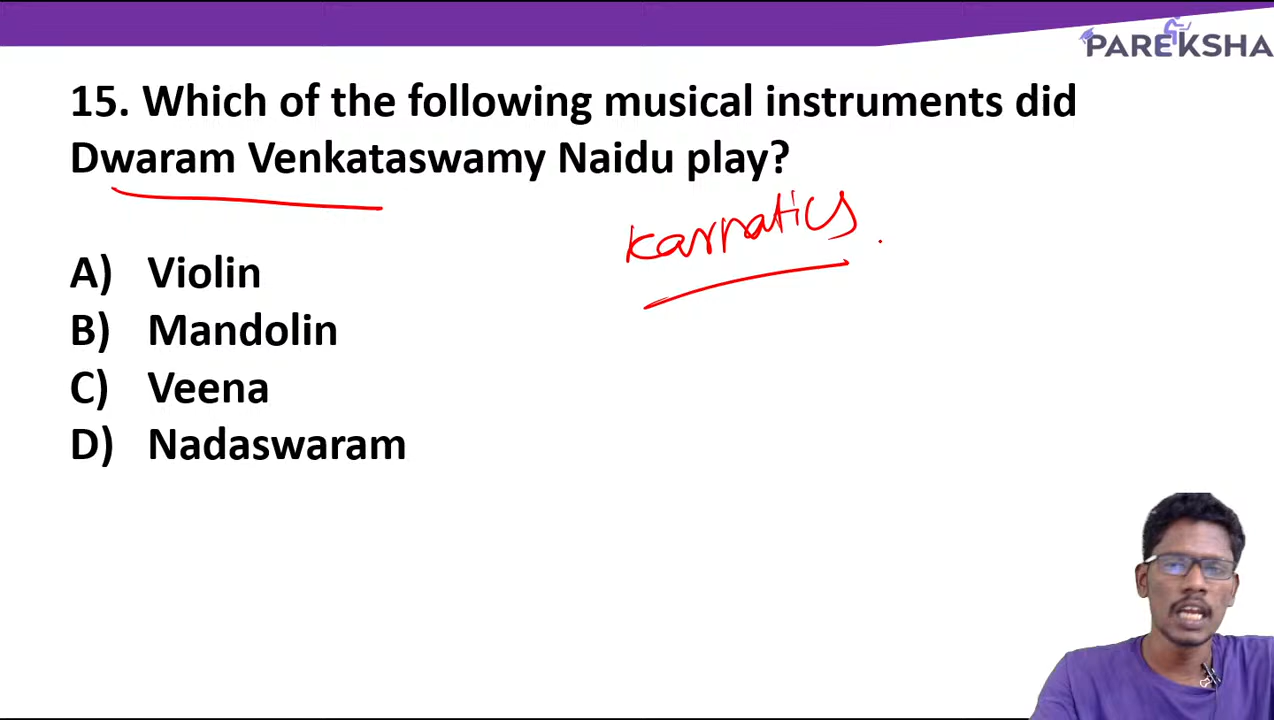 PAREKSHA
15. Which of the following musical instruments did
Dwaram Venkataswamy Naidu play?
Karnatics
A) Violin
B) Mandolin
C) Veena
D) Nadaswaram